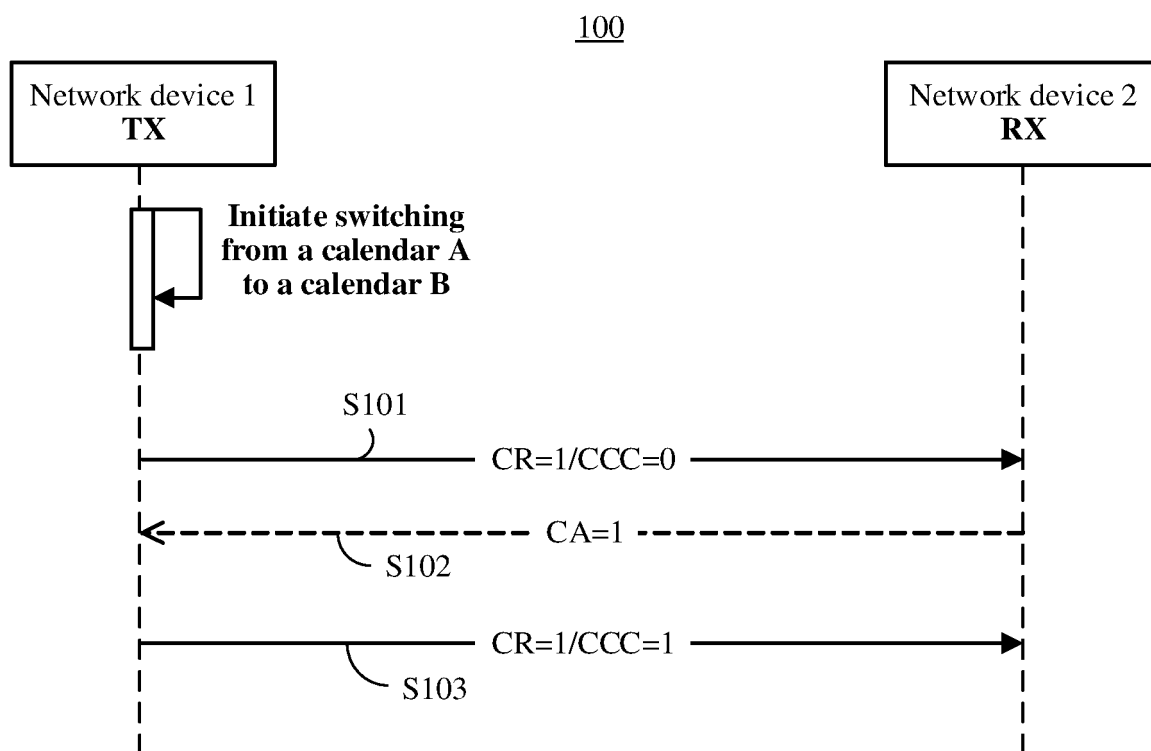 100
Network device 1
TX
Network device 2
RX
Initiate switching
from a calendar A
to a calendar B
S101
CR=1/CCC=0
CA=1
S102
CR=1/CCC=1
S103